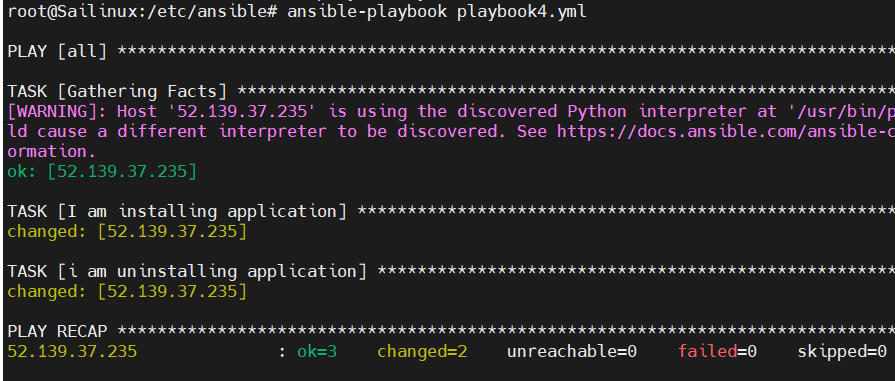 root@Sailinux:/etc/ansible# ansible-playbook playbook4.yml
PLAY [all] ******************************************************************************
TASK [Gathering Facts] ******************************************************************
[WARNING]: Host '52.139.37.235' is using the discovered Python interpreter at '/usr/bin/p
ld cause a different interpreter to be discovered. See https://docs.ansible.com/ansible-c
ormation.
ok: [52.139.37.235]
TASK [I am installing application] ******************************************************
changed: [52.139.37.235]
TASK [i am uninstalling application] ****************************************************
changed: [52.139.37.235]
PLAY RECAP ******************************************************************************
52.139.37.235 : ok=3 changed=2 unreachable=0 failed=0 skipped=0